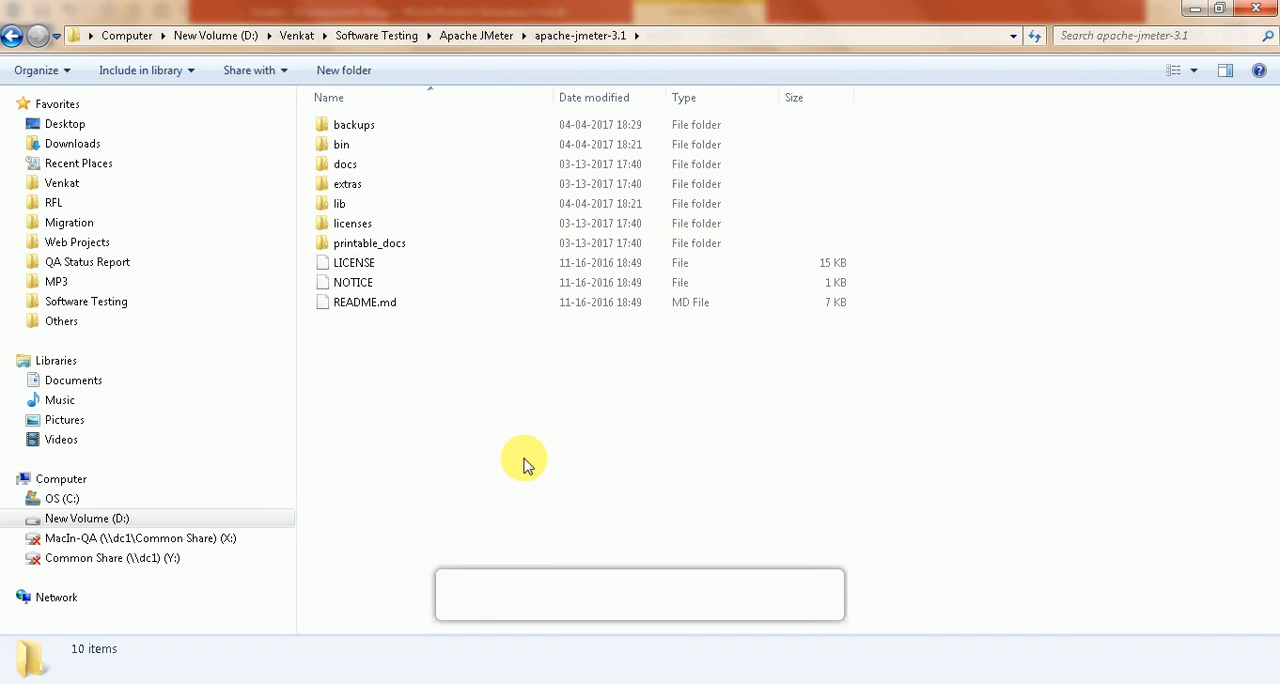 Computer New Volume (D:) Venkat Software Testing Apache JMeter apache-jmeter-3.1
Search apache-jmeter-3.1
Organize Include in library Share with New folder
Favorites
Desktop
Downloads
Recent Places
Venkat
RFL
Migration
Web Projects
QA Status Report
MP3
Software Testing
Others
Libraries
Documents
Music
Pictures
Videos
Computer
OS (C:)
New Volume (D:)
MacIn-QA (\\dc1\Common Share) (X:)
Common Share (\\dc1) (Y:)
Network
Name Date modified Type Size
backups 04-04-2017 18:29 File folder
bin 04-04-2017 18:21 File folder
docs 03-13-2017 17:40 File folder
extras 03-13-2017 17:40 File folder
lib 04-04-2017 18:21 File folder
licenses 03-13-2017 17:40 File folder
printable_docs 03-13-2017 17:40 File folder
LICENSE 11-16-2016 18:49 File 15 KB
NOTICE 11-16-2016 18:49 File 1 KB
README.md 11-16-2016 18:49 MD File 7 KB
10 items